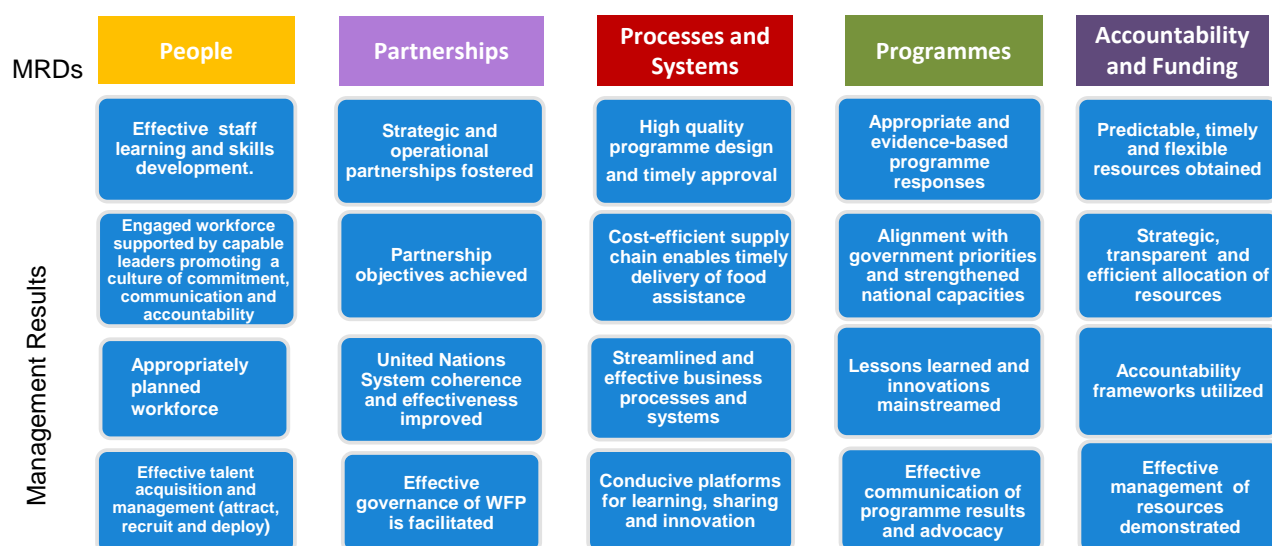 MRDs
People
Partnerships
Processes and
Systems
Programmes
Accountability
and Funding
Management Results
Effective staff
learning and skills
development.
Strategic and
operational
partnerships fostered
High quality
programme design
and timely approval
Appropriate and
evidence-based
programme
responses
Predictable, timely
and flexible
resources obtained
Engaged workforce
supported by capable
leaders promoting a
culture of commitment,
communication and
accountability
Partnership
objectives achieved
Cost-efficient supply
chain enables timely
delivery of food
assistance
Alignment with
government priorities
and strengthened
national capacities
Strategic,
transparent and
efficient allocation of
resources
Appropriately
planned
workforce
United Nations
System coherence
and effectiveness
improved
Streamlined and
effective business
processes and
systems
Lessons learned and
innovations
mainstreamed
Accountability
frameworks utilized
Effective talent
acquisition and
management (attract,
recruit and deploy)
Effective
governance of WFP
is facilitated
Conducive platforms
for learning, sharing
and innovation
Effective
communication of
programme results
and advocacy
Effective
management of
resources
demonstrated